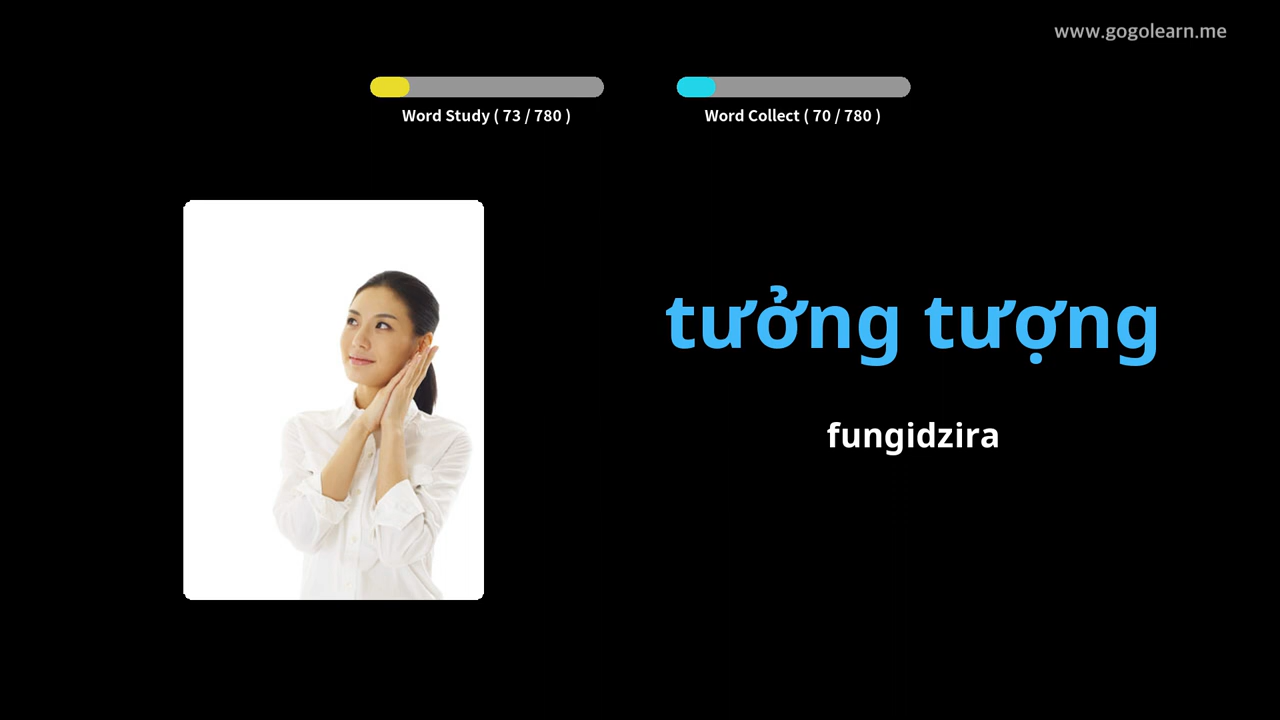 www.gogolearn.me
Word Study ( 73 / 780 )
Word Collect ( 70 / 780 )
tưởng tượng
fungidzira